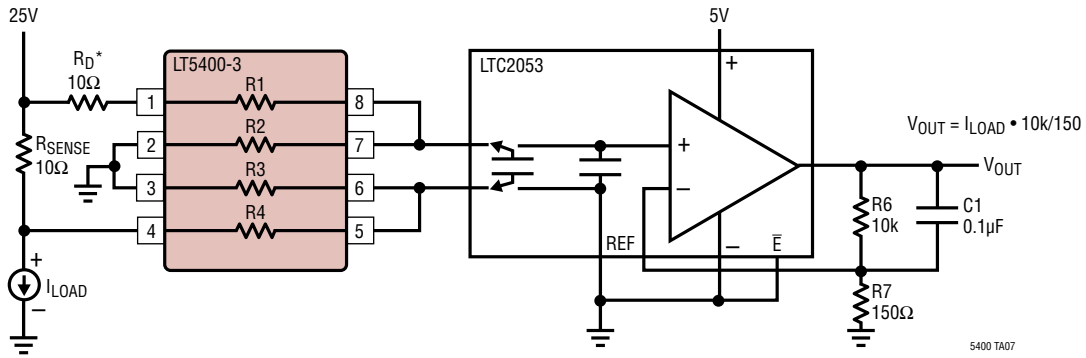 25V
5V
R_D*
10Ω
LT5400-3
LTC2053
R1
1
8
+
R2
2
7
V_OUT = I_LOAD • 10k/150
R_SENSE
10Ω
+
V_OUT
R3
3
6
−
R6
10k
C1
0.1µF
R4
4
5
REF
−
E̅
+
I_LOAD
−
R7
150Ω
5400 TA07